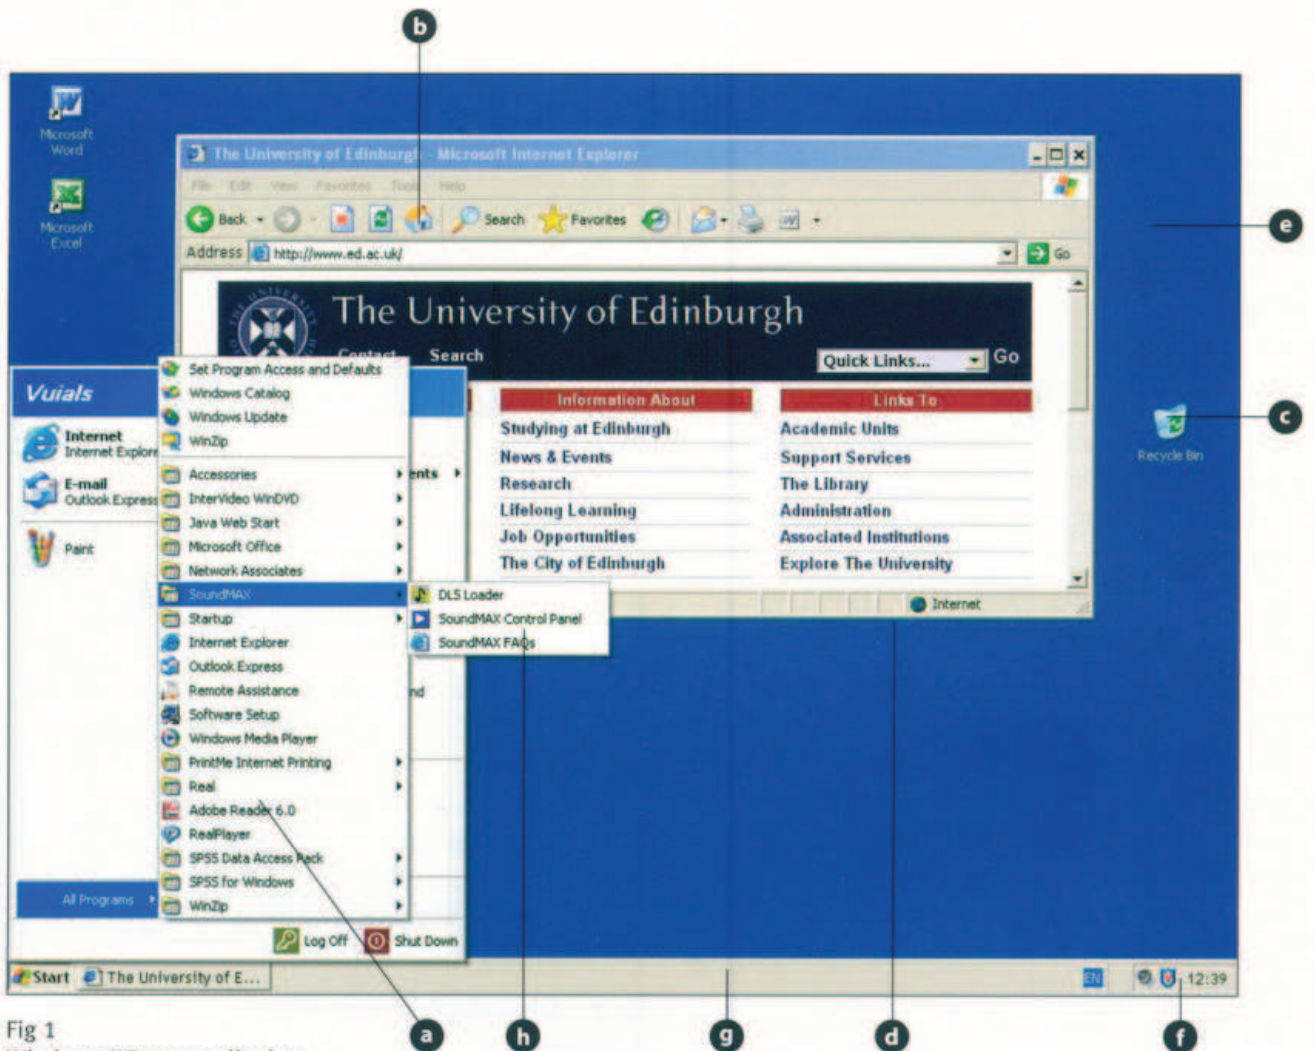 b
Microsoft
Word
Microsoft
Excel
The University of Edinburgh - Microsoft Internet Explorer
File Edit View Favorites Tools Help
Back Search Favorites
Address http://www.ed.ac.uk/ Go
e
The University of Edinburgh
Contact Search
Quick Links... Go
Information About
Studying at Edinburgh
News & Events
Research
Lifelong Learning
Job Opportunities
The City of Edinburgh
Links To
Academic Units
Support Services
The Library
Administration
Associated Institutions
Explore The University
Internet
c
Recycle Bin
Vuials
Internet
Internet Explore
E-mail
Outlook Express
Paint
ents
nd
All Programs
Set Program Access and Defaults
Windows Catalog
Windows Update
WinZip
Accessories
InterVideo WinDVD
Java Web Start
Microsoft Office
Network Associates
SoundMAX
Startup
Internet Explorer
Outlook Express
Remote Assistance
Software Setup
Windows Media Player
PrintMe Internet Printing
Real
Adobe Reader 6.0
RealPlayer
SPSS Data Access Pack
SPSS for Windows
WinZip
DLS Loader
SoundMAX Control Panel
SoundMAX FAQs
Log Off Shut Down
Start The University of E... EN 12:39
a h g d f
Fig 1